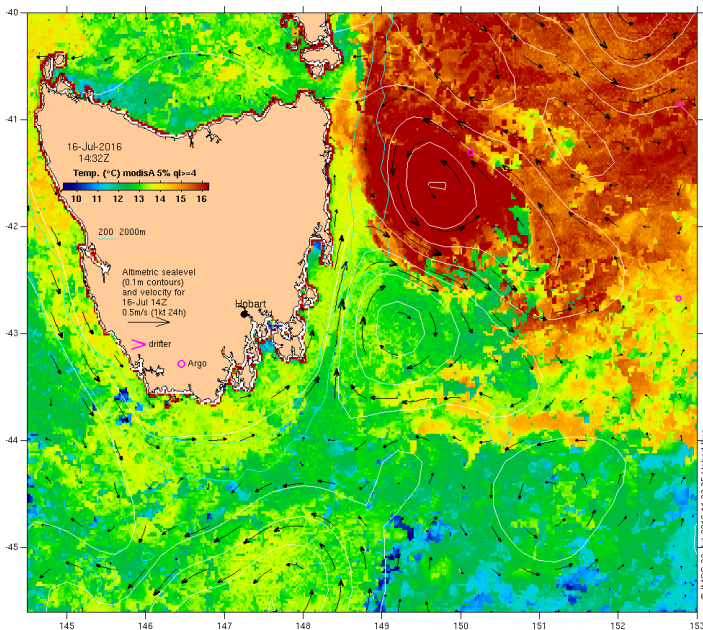 -40
-41
-42
-43
-44
-45
16-Jul-2016
14:32Z
Temp. (°C) modisA 5% ql>=4
10 11 12 13 14 15 16
200 2000m
Altimetric sealevel
(0.1m contours)
and velocity for
16-Jul 14Z
0.5m/s (1kt 24h)
Hobart
drifter
Argo
145 146 147 148 149 150 151 152 153